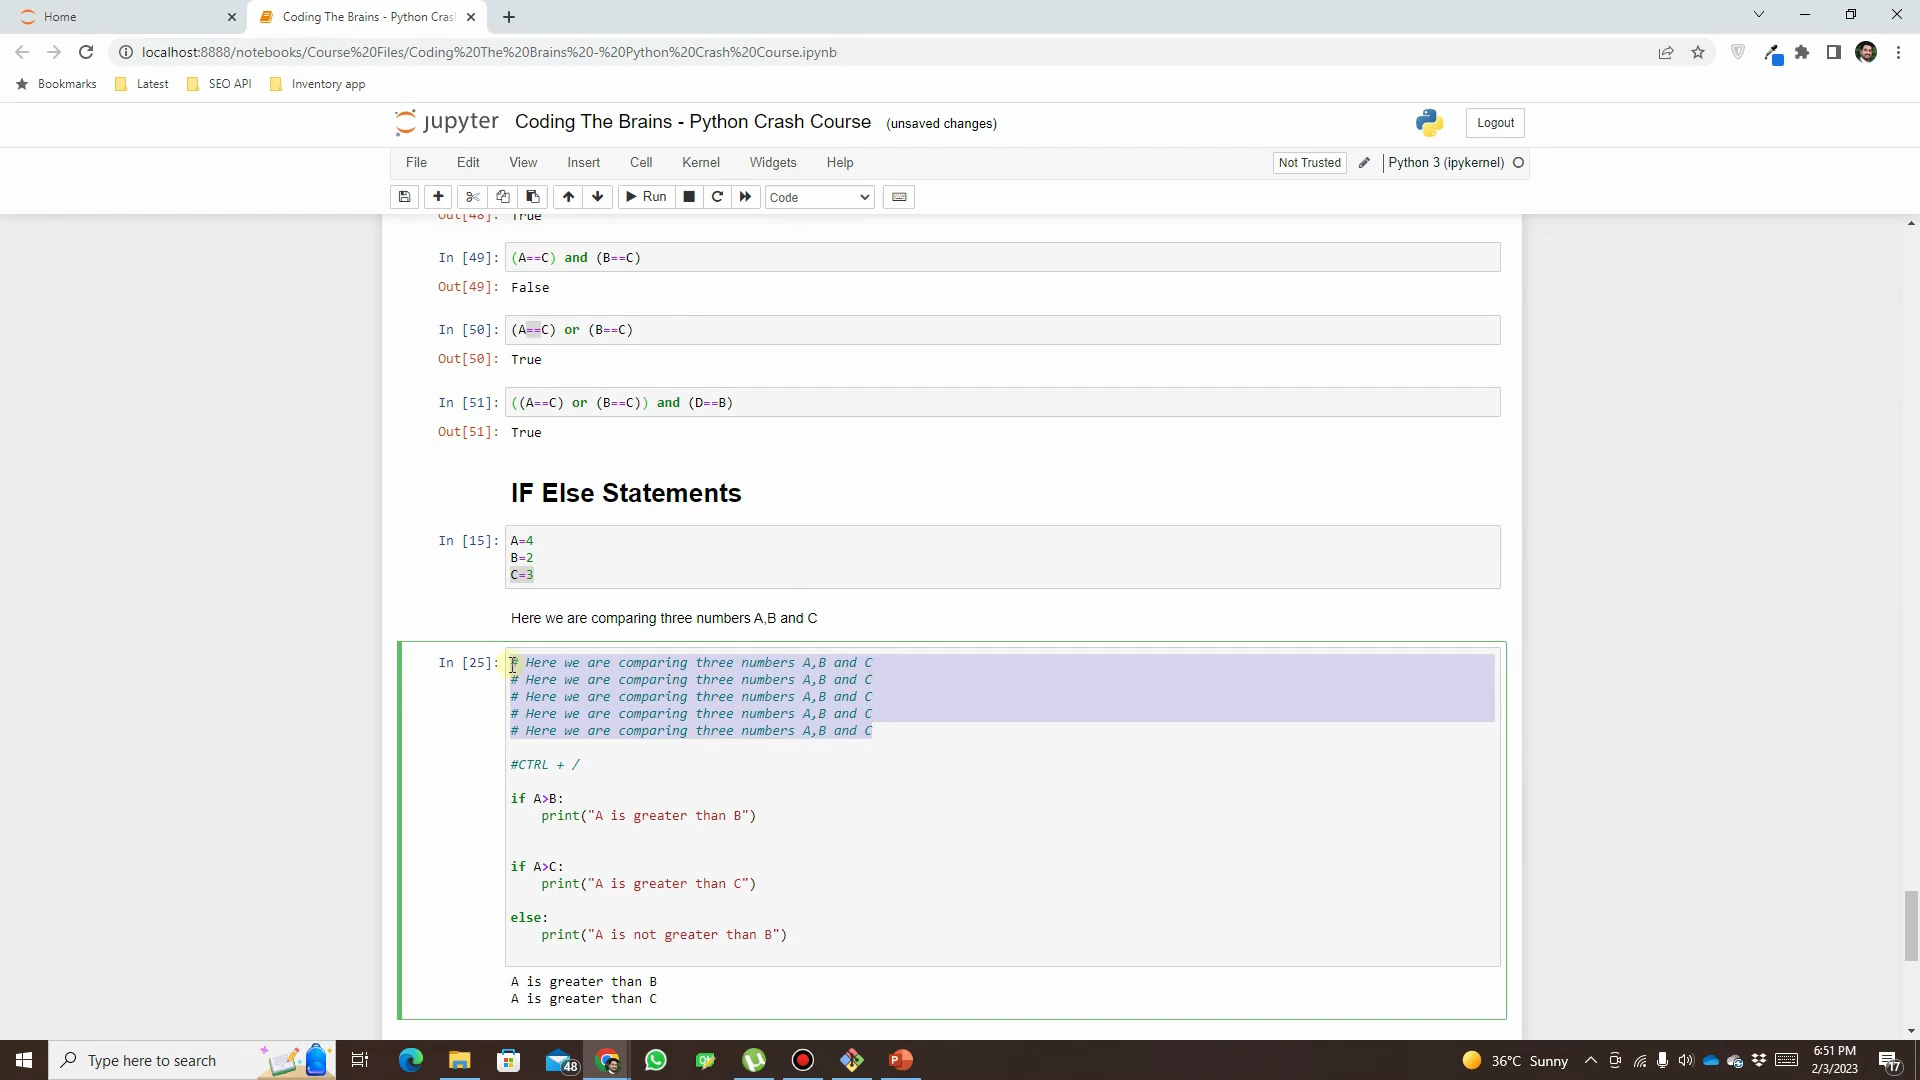 Home
Coding The Brains - Python Cras
localhost:8888/notebooks/Course%20Files/Coding%20The%20Brains%20-%20Python%20Crash%20Course.ipynb
Bookmarks Latest SEO API Inventory app
jupyter Coding The Brains - Python Crash Course (unsaved changes) Logout
File Edit View Insert Cell Kernel Widgets Help Not Trusted Python 3 (ipykernel)
Run Code
Out[48]: True
In [49]: (A==C) and (B==C)
Out[49]: False
In [50]: (A==C) or (B==C)
Out[50]: True
In [51]: ((A==C) or (B==C)) and (D==B)
Out[51]: True
IF Else Statements
In [15]: A=4
B=2
C=3
Here we are comparing three numbers A,B and C
In [25]: # Here we are comparing three numbers A,B and C
# Here we are comparing three numbers A,B and C
# Here we are comparing three numbers A,B and C
# Here we are comparing three numbers A,B and C
# Here we are comparing three numbers A,B and C
#CTRL + /
if A>B:
print("A is greater than B")
if A>C:
print("A is greater than C")
else:
print("A is not greater than B")
A is greater than B
A is greater than C
Type here to search
48
36°C Sunny
6:51 PM
2/3/2023
17